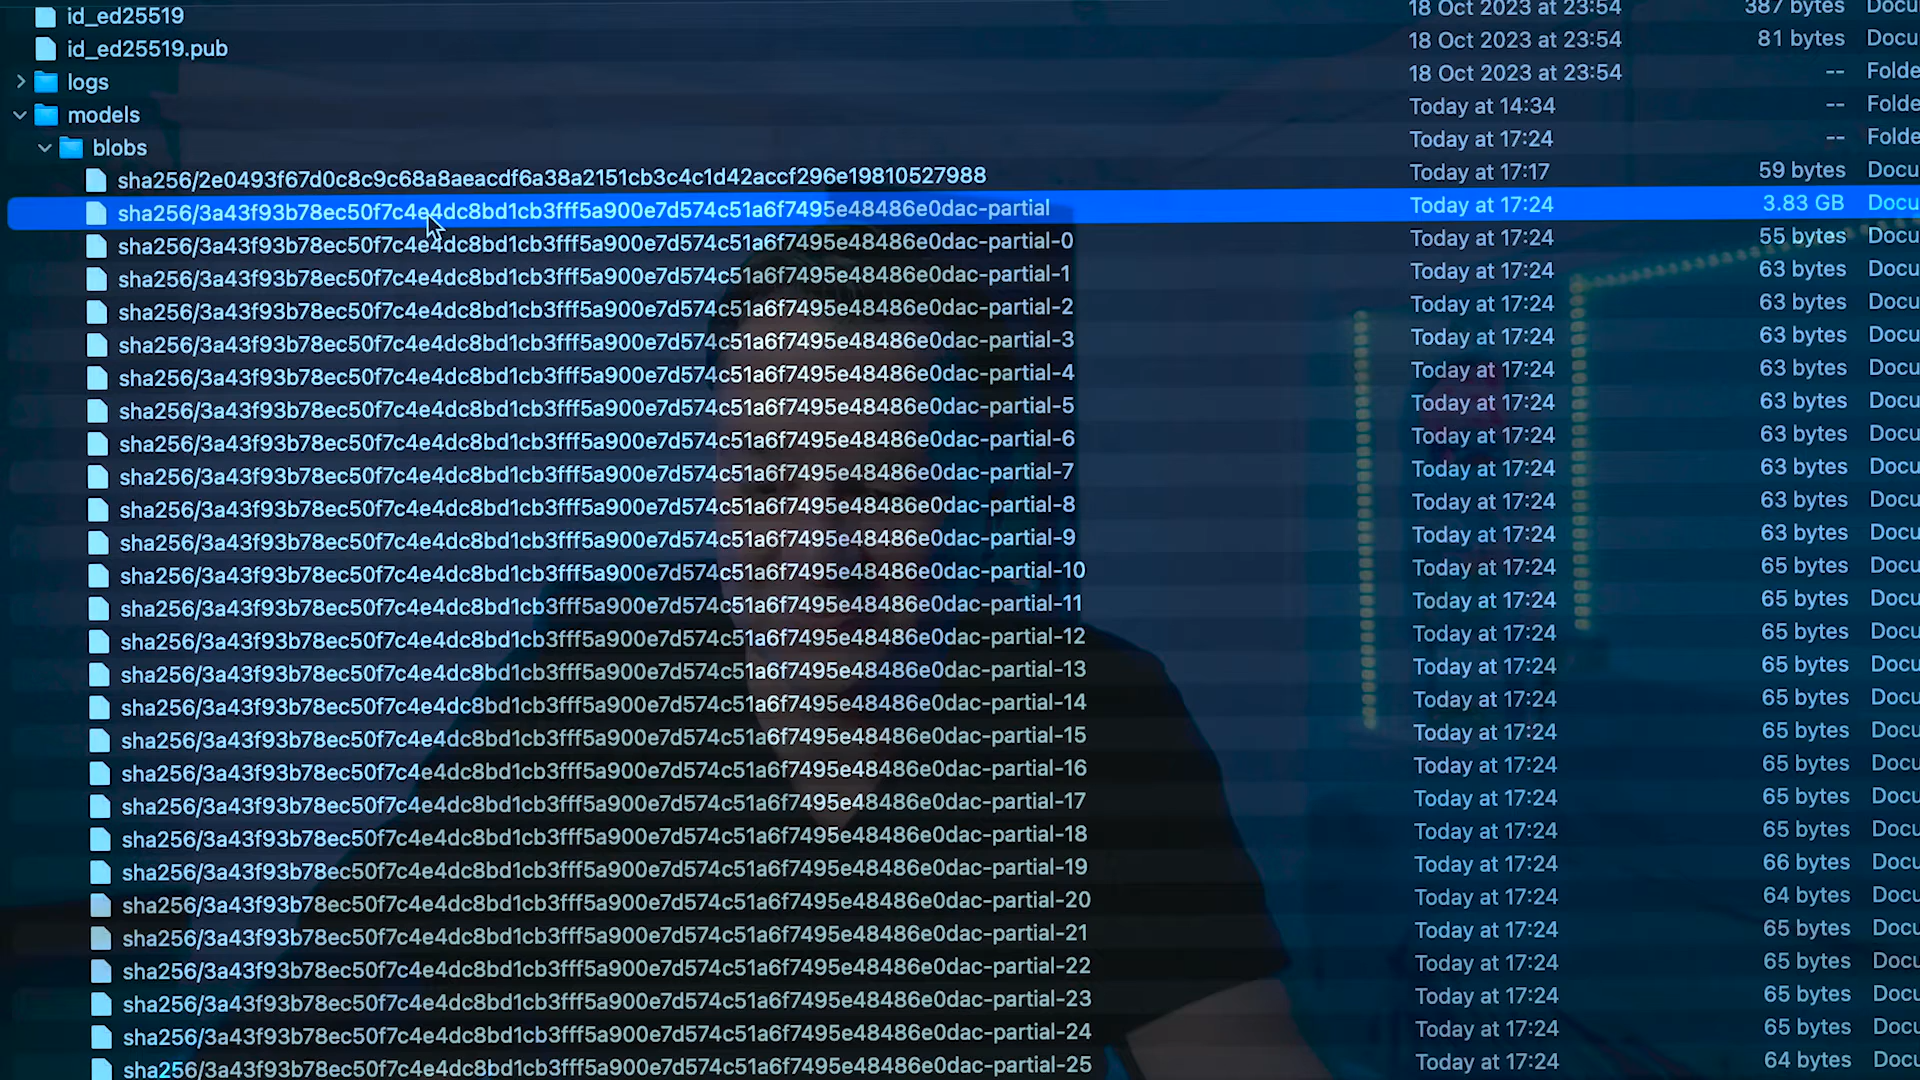 id_ed25519 18 Oct 2023 at 23:54 387 bytes Docu
id_ed25519.pub 18 Oct 2023 at 23:54 81 bytes Docu
logs 18 Oct 2023 at 23:54 -- Folde
models Today at 14:34 -- Folde
blobs Today at 17:24 -- Folde
sha256/2e0493f67d0c8c9c68a8aeacdf6a38a2151cb3c4c1d42accf296e19810527988 Today at 17:17 59 bytes Docu
sha256/3a43f93b78ec50f7c4e4dc8bd1cb3fff5a900e7d574c51a6f7495e48486e0dac-partial Today at 17:24 3.83 GB Docu
sha256/3a43f93b78ec50f7c4e4dc8bd1cb3fff5a900e7d574c51a6f7495e48486e0dac-partial-0 Today at 17:24 55 bytes Docu
sha256/3a43f93b78ec50f7c4e4dc8bd1cb3fff5a900e7d574c51a6f7495e48486e0dac-partial-1 Today at 17:24 63 bytes Docu
sha256/3a43f93b78ec50f7c4e4dc8bd1cb3fff5a900e7d574c51a6f7495e48486e0dac-partial-2 Today at 17:24 63 bytes Docu
sha256/3a43f93b78ec50f7c4e4dc8bd1cb3fff5a900e7d574c51a6f7495e48486e0dac-partial-3 Today at 17:24 63 bytes Docu
sha256/3a43f93b78ec50f7c4e4dc8bd1cb3fff5a900e7d574c51a6f7495e48486e0dac-partial-4 Today at 17:24 63 bytes Docu
sha256/3a43f93b78ec50f7c4e4dc8bd1cb3fff5a900e7d574c51a6f7495e48486e0dac-partial-5 Today at 17:24 63 bytes Docu
sha256/3a43f93b78ec50f7c4e4dc8bd1cb3fff5a900e7d574c51a6f7495e48486e0dac-partial-6 Today at 17:24 63 bytes Docu
sha256/3a43f93b78ec50f7c4e4dc8bd1cb3fff5a900e7d574c51a6f7495e48486e0dac-partial-7 Today at 17:24 63 bytes Docu
sha256/3a43f93b78ec50f7c4e4dc8bd1cb3fff5a900e7d574c51a6f7495e48486e0dac-partial-8 Today at 17:24 63 bytes Docu
sha256/3a43f93b78ec50f7c4e4dc8bd1cb3fff5a900e7d574c51a6f7495e48486e0dac-partial-9 Today at 17:24 63 bytes Docu
sha256/3a43f93b78ec50f7c4e4dc8bd1cb3fff5a900e7d574c51a6f7495e48486e0dac-partial-10 Today at 17:24 65 bytes Docu
sha256/3a43f93b78ec50f7c4e4dc8bd1cb3fff5a900e7d574c51a6f7495e48486e0dac-partial-11 Today at 17:24 65 bytes Docu
sha256/3a43f93b78ec50f7c4e4dc8bd1cb3fff5a900e7d574c51a6f7495e48486e0dac-partial-12 Today at 17:24 65 bytes Docu
sha256/3a43f93b78ec50f7c4e4dc8bd1cb3fff5a900e7d574c51a6f7495e48486e0dac-partial-13 Today at 17:24 65 bytes Docu
sha256/3a43f93b78ec50f7c4e4dc8bd1cb3fff5a900e7d574c51a6f7495e48486e0dac-partial-14 Today at 17:24 65 bytes Docu
sha256/3a43f93b78ec50f7c4e4dc8bd1cb3fff5a900e7d574c51a6f7495e48486e0dac-partial-15 Today at 17:24 65 bytes Docu
sha256/3a43f93b78ec50f7c4e4dc8bd1cb3fff5a900e7d574c51a6f7495e48486e0dac-partial-16 Today at 17:24 65 bytes Docu
sha256/3a43f93b78ec50f7c4e4dc8bd1cb3fff5a900e7d574c51a6f7495e48486e0dac-partial-17 Today at 17:24 65 bytes Docu
sha256/3a43f93b78ec50f7c4e4dc8bd1cb3fff5a900e7d574c51a6f7495e48486e0dac-partial-18 Today at 17:24 65 bytes Docu
sha256/3a43f93b78ec50f7c4e4dc8bd1cb3fff5a900e7d574c51a6f7495e48486e0dac-partial-19 Today at 17:24 66 bytes Docu
sha256/3a43f93b78ec50f7c4e4dc8bd1cb3fff5a900e7d574c51a6f7495e48486e0dac-partial-20 Today at 17:24 64 bytes Docu
sha256/3a43f93b78ec50f7c4e4dc8bd1cb3fff5a900e7d574c51a6f7495e48486e0dac-partial-21 Today at 17:24 65 bytes Docu
sha256/3a43f93b78ec50f7c4e4dc8bd1cb3fff5a900e7d574c51a6f7495e48486e0dac-partial-22 Today at 17:24 65 bytes Docu
sha256/3a43f93b78ec50f7c4e4dc8bd1cb3fff5a900e7d574c51a6f7495e48486e0dac-partial-23 Today at 17:24 65 bytes Docu
sha256/3a43f93b78ec50f7c4e4dc8bd1cb3fff5a900e7d574c51a6f7495e48486e0dac-partial-24 Today at 17:24 65 bytes Docu
sha256/3a43f93b78ec50f7c4e4dc8bd1cb3fff5a900e7d574c51a6f7495e48486e0dac-partial-25 Today at 17:24 64 bytes Docu